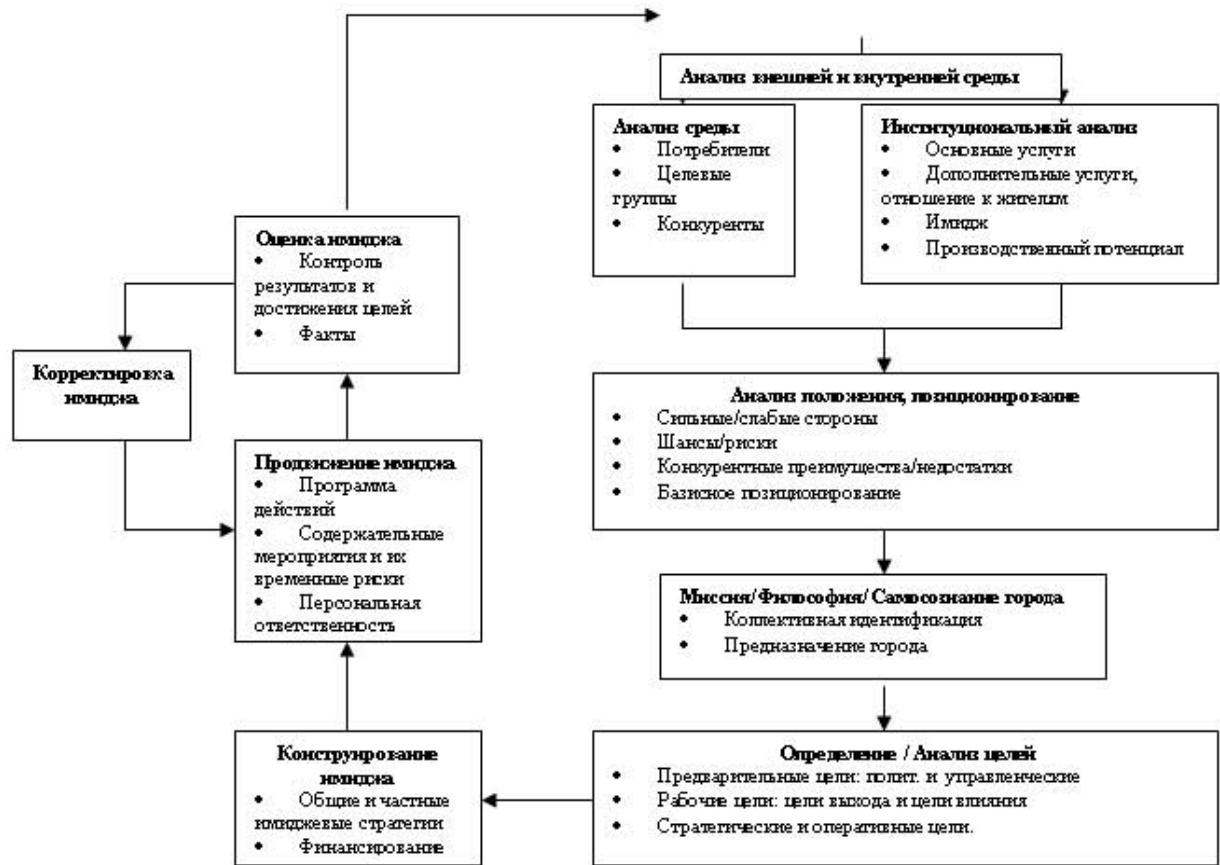 Анализ внешней и внутренней среды
Анализ среды
• Потребители
• Целевые
группы
• Конкуренты
Институциональный анализ
• Основные услуги
• Дополнительные услуги,
отношение к жителям
• Имидж
• Производственный потенциал
Анализ положения, позиционирование
• Сильные/слабые стороны
• Шансы/риски
• Конкурентные преимущества/недостатки
• Базисное позиционирование
Миссия/Философия/ Самосознание города
• Коллективная идентификация
• Предназначение города
Определение / Анализ целей
• Предварительные цели: полит. и управленческие
• Рабочие цели: цели выхода и цели влияния
• Стратегические и оперативные цели.
Конструирование
имиджа
• Общие и частные
имиджевые стратегии
• Финансирование
Продвижение имиджа
• Программа
действий
• Содержательные
мероприятия и их
временные риски
• Персональная
ответственность
Оценка имиджа
• Контроль
результатов и
достижения целей
• Факты
Корректировка
имиджа